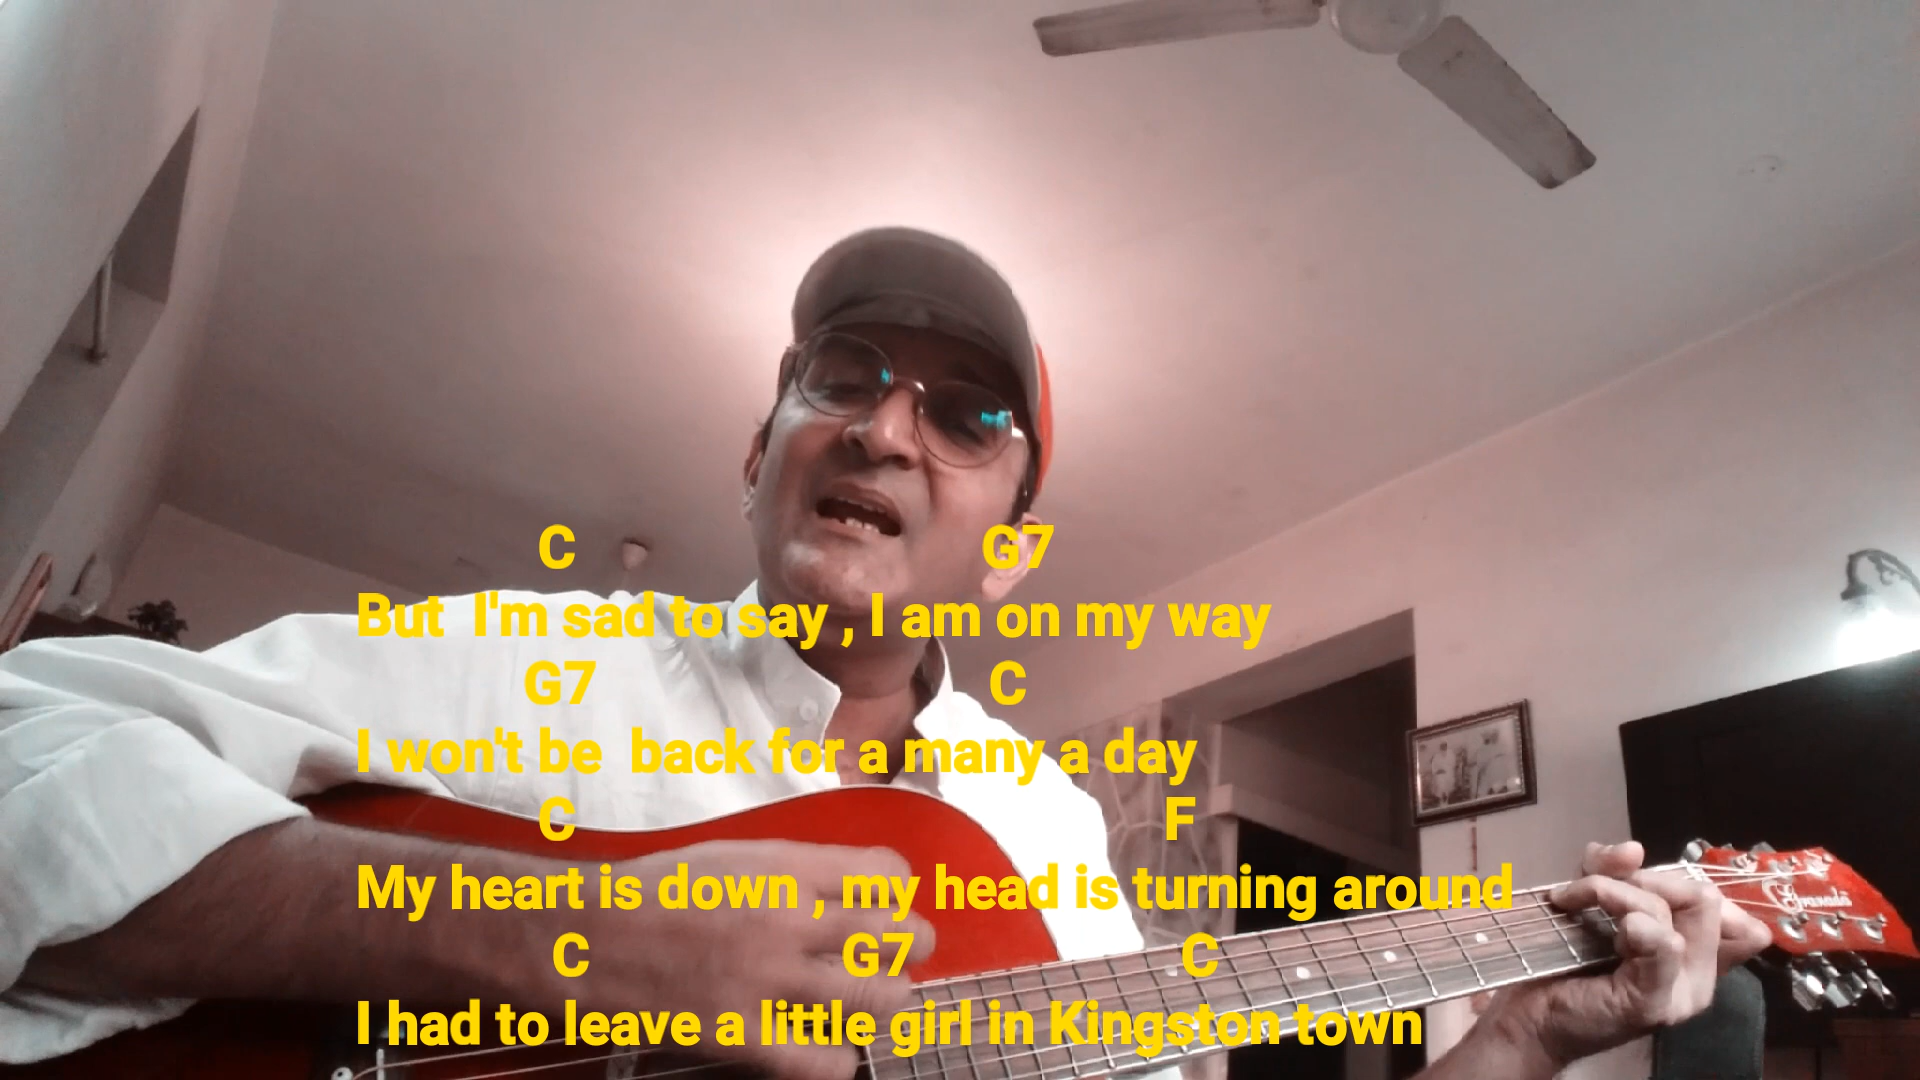 C G7
But I'm sad to say , I am on my way
G7 C
I won't be back for a many a day
C F
My heart is down , my head is turning around
C G7 C
I had to leave a little girl in Kingston town
Granada